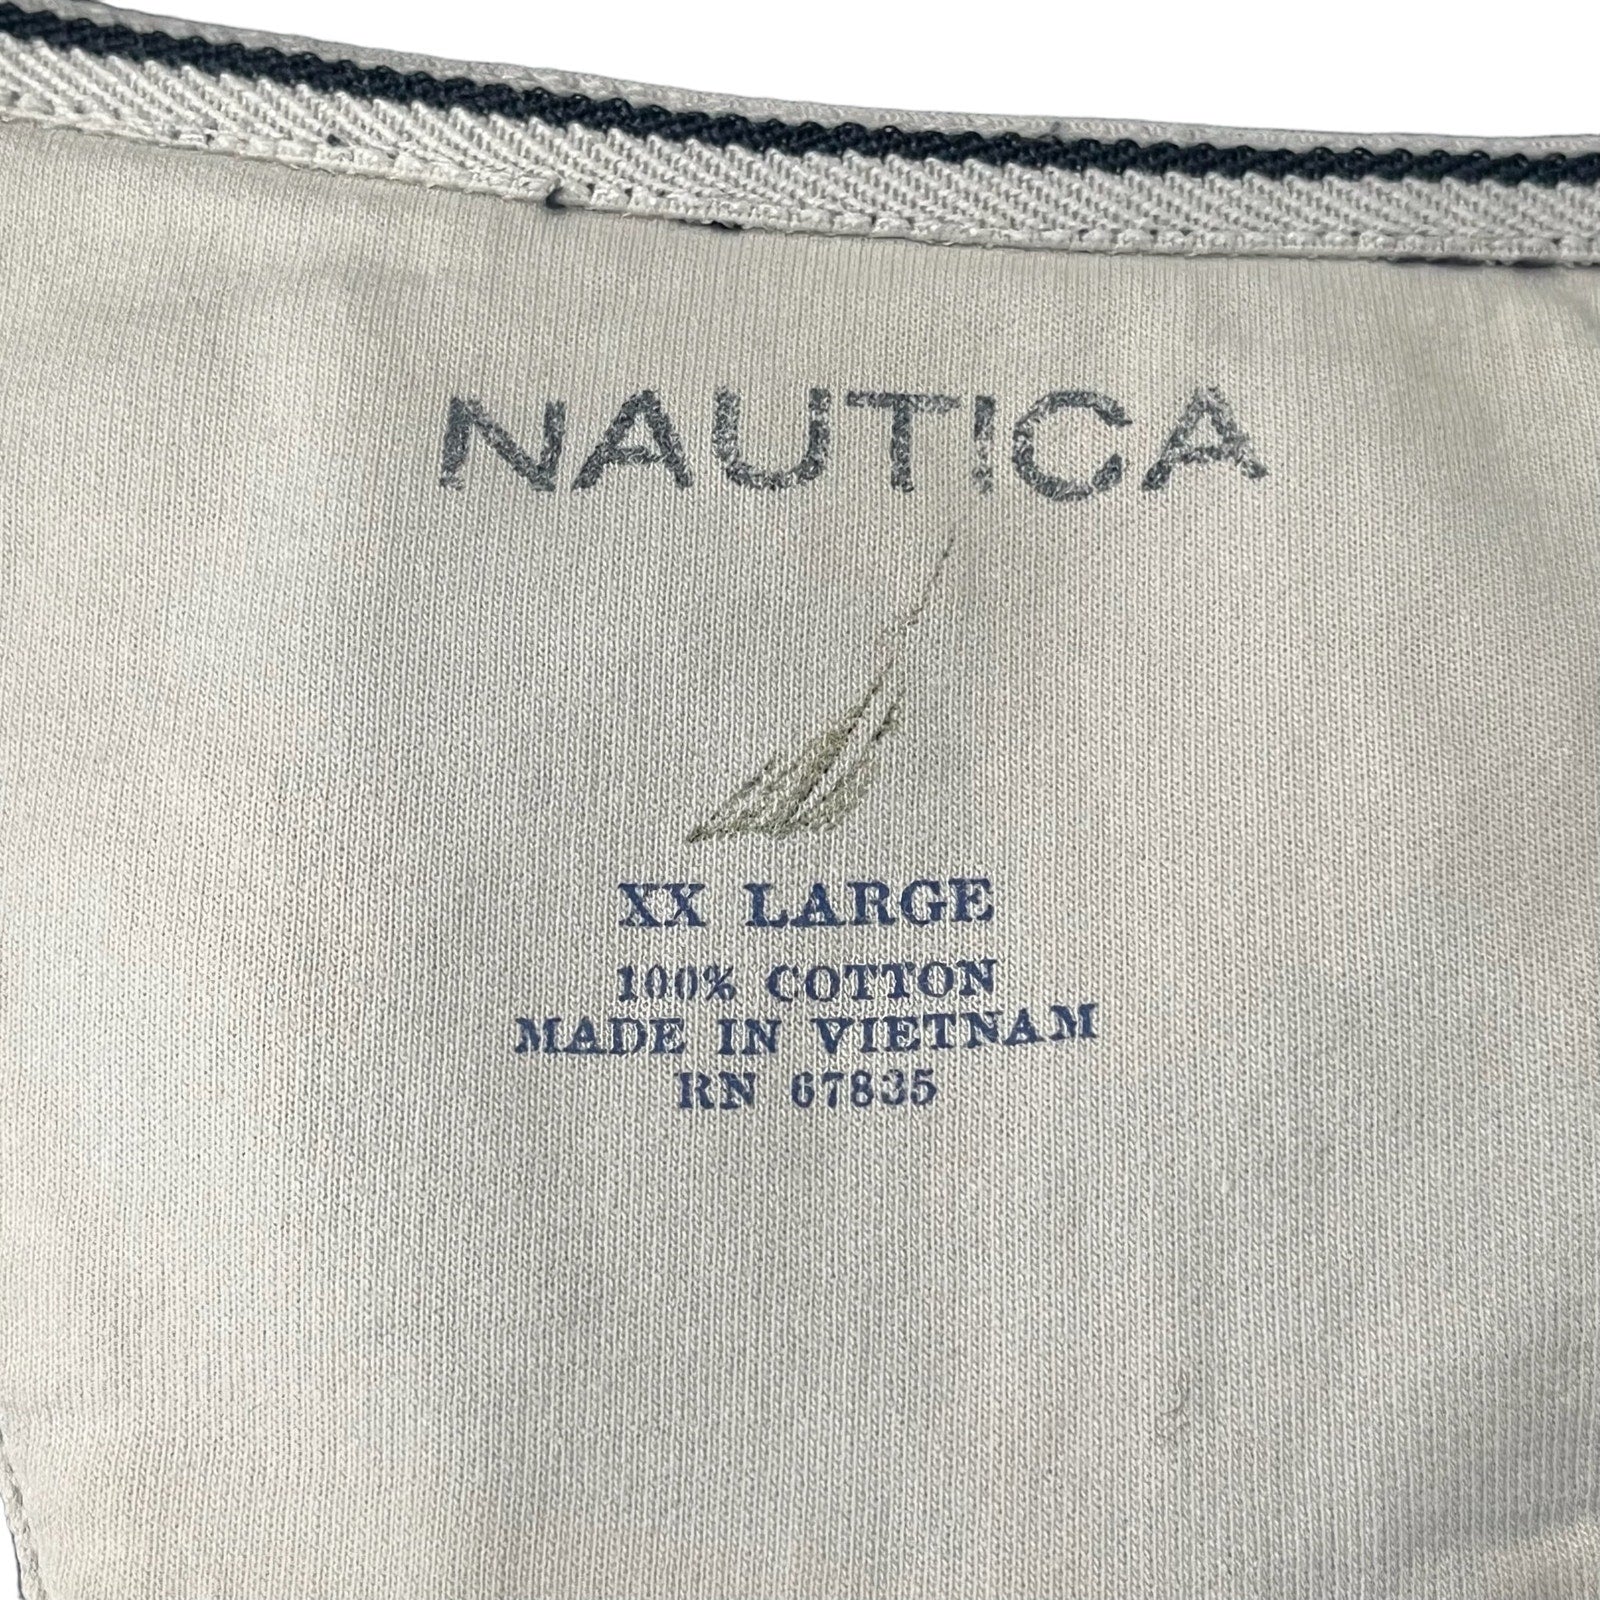 NAUTICA
XX LARGE
100% COTTON
MADE IN VIETNAM
RN 67835